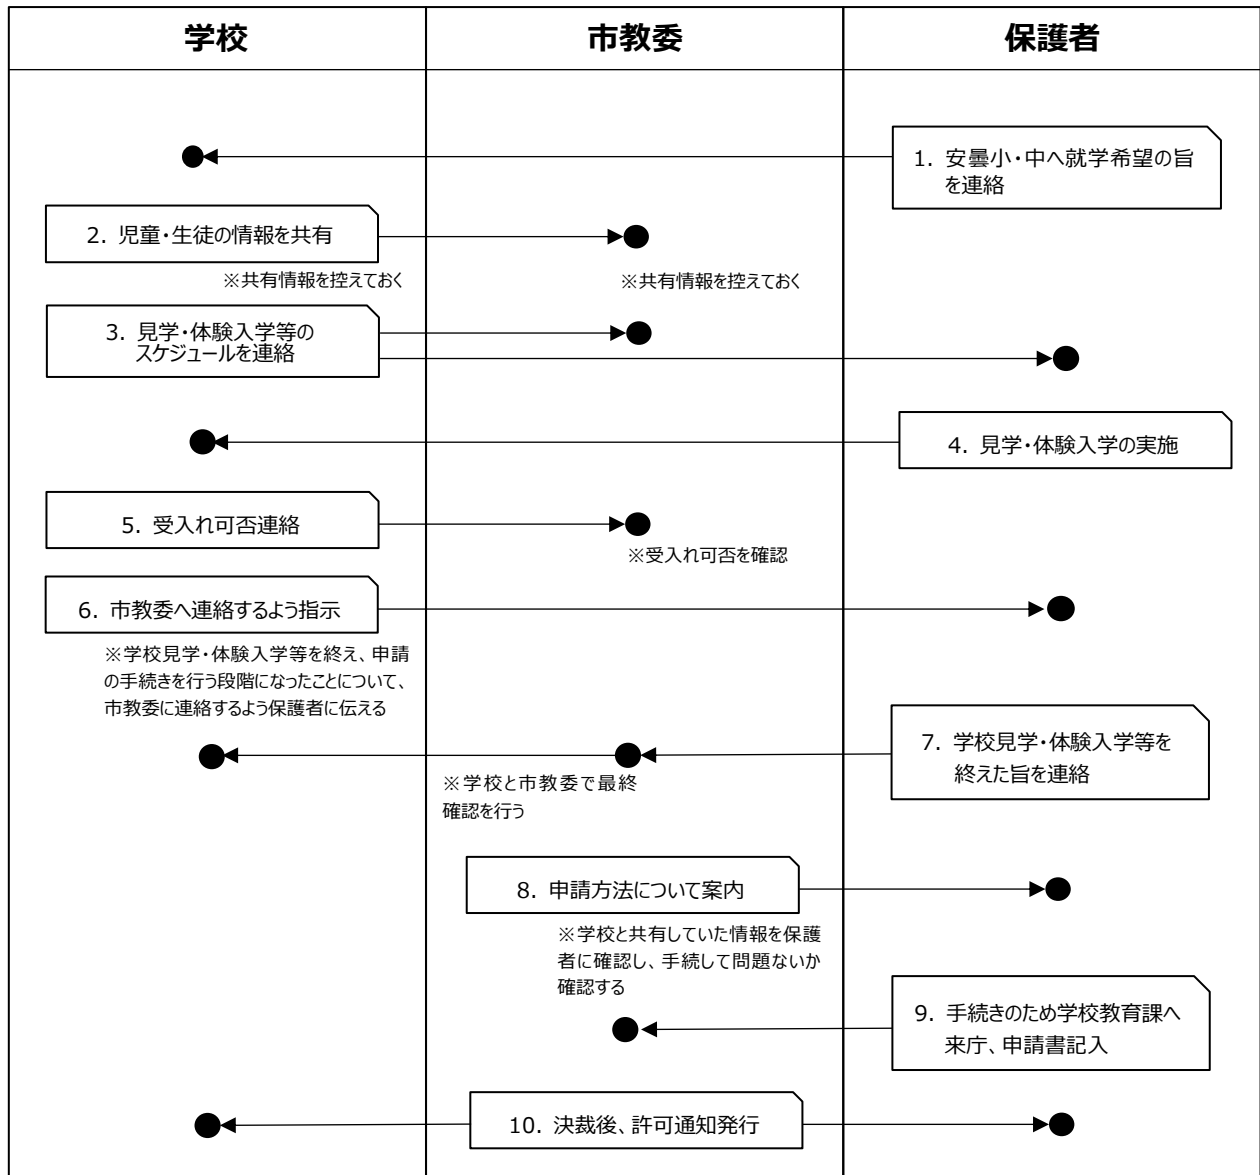 学校
市教委
保護者
1. 安曇小・中へ就学希望の旨
を連絡
2. 児童・生徒の情報を共有
※共有情報を控えておく
※共有情報を控えておく
3. 見学・体験入学等の
スケジュールを連絡
4. 見学・体験入学の実施
5. 受入れ可否連絡
※受入れ可否を確認
6. 市教委へ連絡するよう指示
※学校見学・体験入学等を終え、申請
の手続きを行う段階になったことについて、
市教委に連絡するよう保護者に伝える
7. 学校見学・体験入学等を
終えた旨を連絡
※学校と市教委で最終
確認を行う
8. 申請方法について案内
※学校と共有していた情報を保護
者に確認し、手続して問題ないか
確認する
9. 手続きのため学校教育課へ
来庁、申請書記入
10. 決裁後、許可通知発行